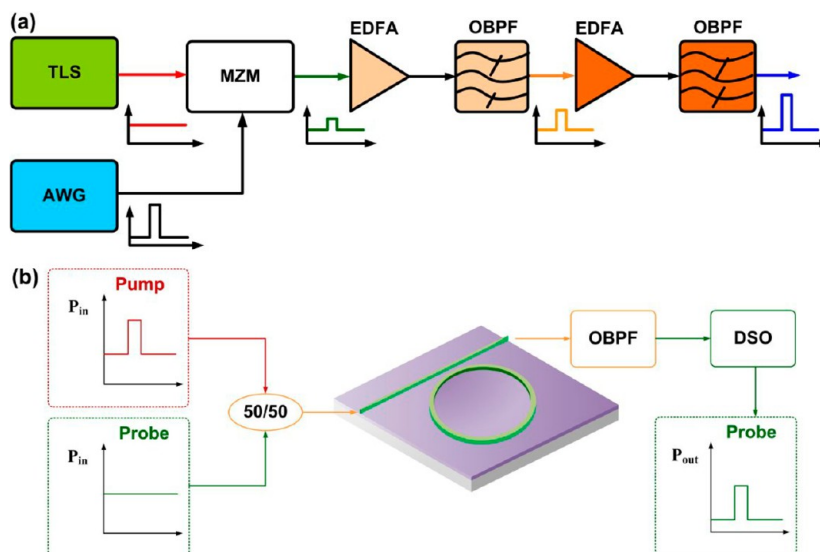 (a)
EDFA
OBPF
EDFA
OBPF
TLS
MZM
AWG
(b)
Pump
Pin
50/50
Probe
Pin
OBPF
DSO
Probe
Pout